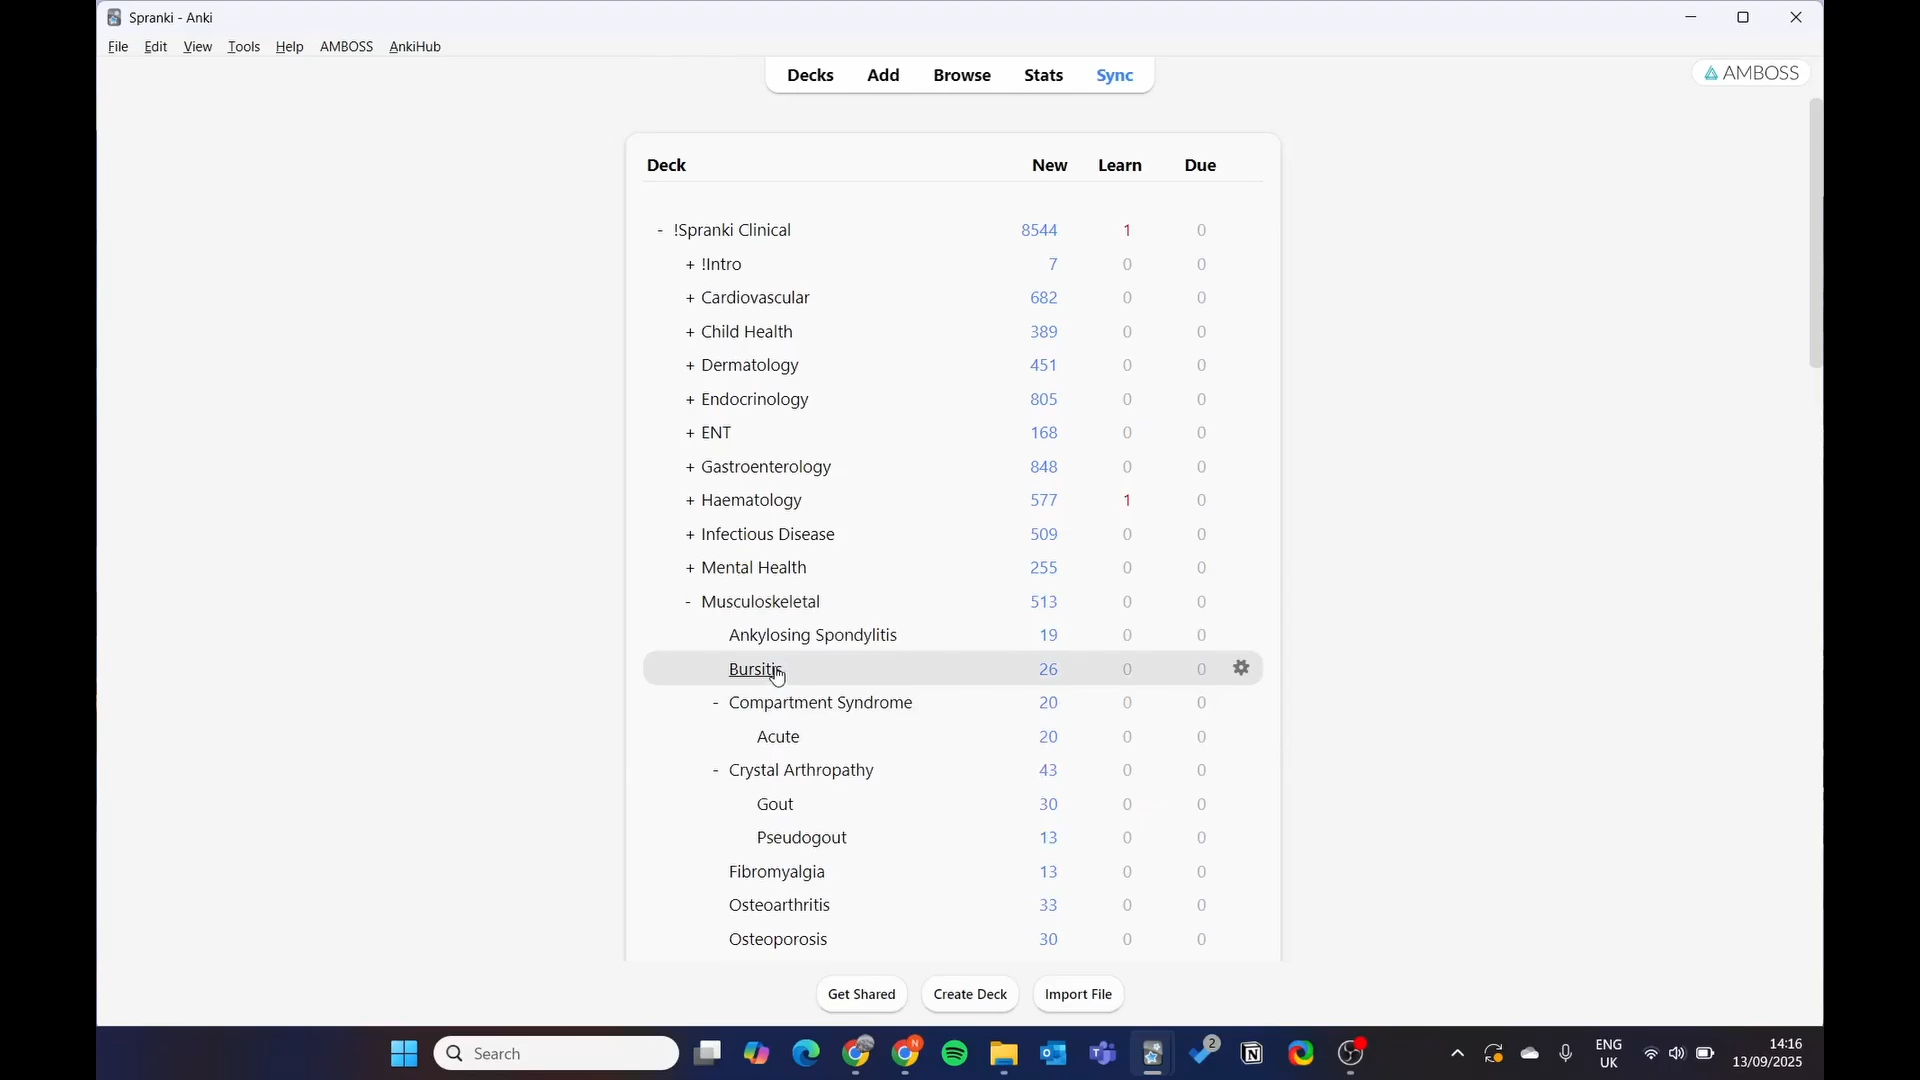 Spranki - Anki
File Edit View Tools Help AMBOSS AnkiHub
Decks Add Browse Stats Sync
AMBOSS
Deck New Learn Due
- !Spranki Clinical 8544 1 0
+ !Intro 7 0 0
+ Cardiovascular 682 0 0
+ Child Health 389 0 0
+ Dermatology 451 0 0
+ Endocrinology 805 0 0
+ ENT 168 0 0
+ Gastroenterology 848 0 0
+ Haematology 577 1 0
+ Infectious Disease 509 0 0
+ Mental Health 255 0 0
- Musculoskeletal 513 0 0
Ankylosing Spondylitis 19 0 0
Bursitis 26 0 0
- Compartment Syndrome 20 0 0
Acute 20 0 0
- Crystal Arthropathy 43 0 0
Gout 30 0 0
Pseudogout 13 0 0
Fibromyalgia 13 0 0
Osteoarthritis 33 0 0
Osteoporosis 30 0 0
Get Shared Create Deck Import File
Search
N
2
ENG
UK
14:16
13/09/2025